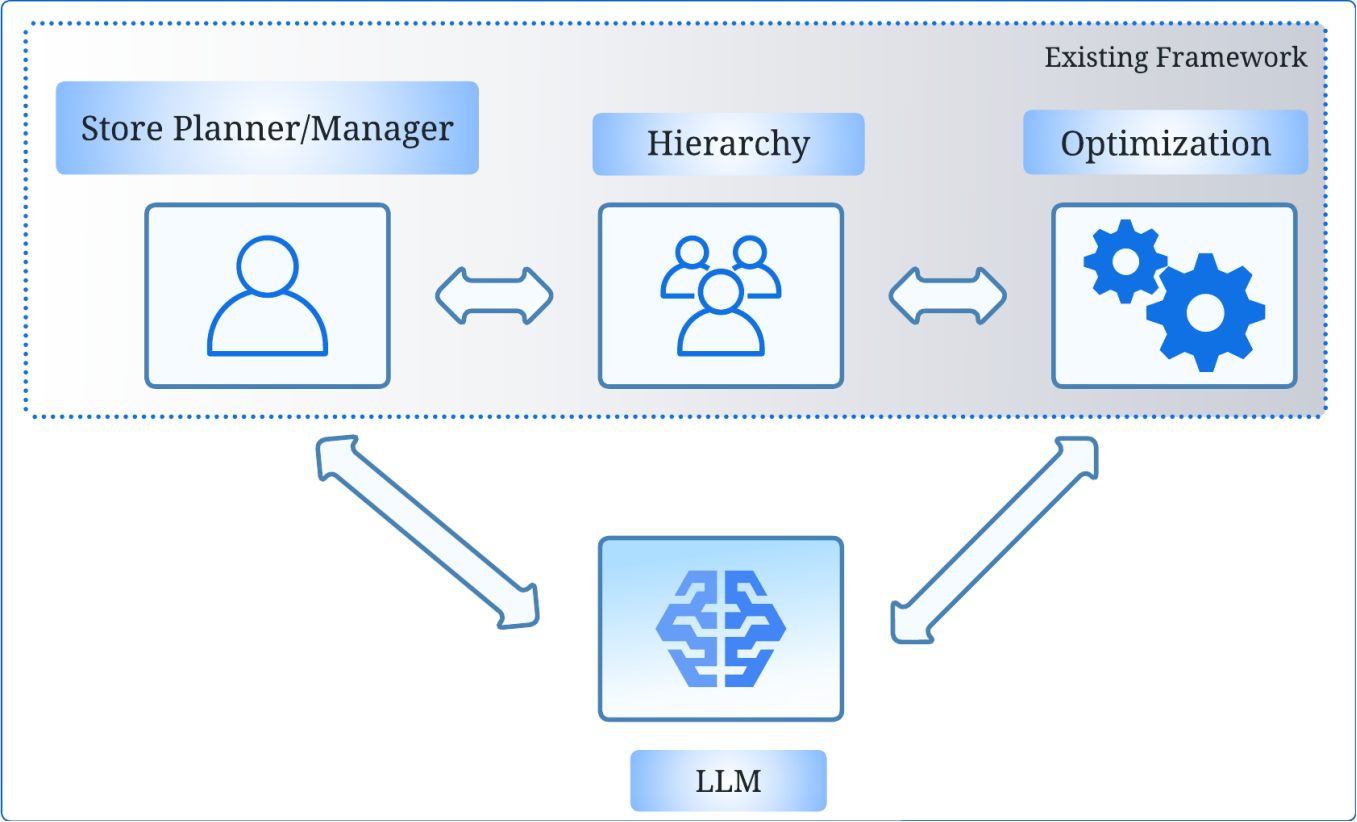 Existing Framework
Store Planner/Manager
Hierarchy
Optimization
LLM